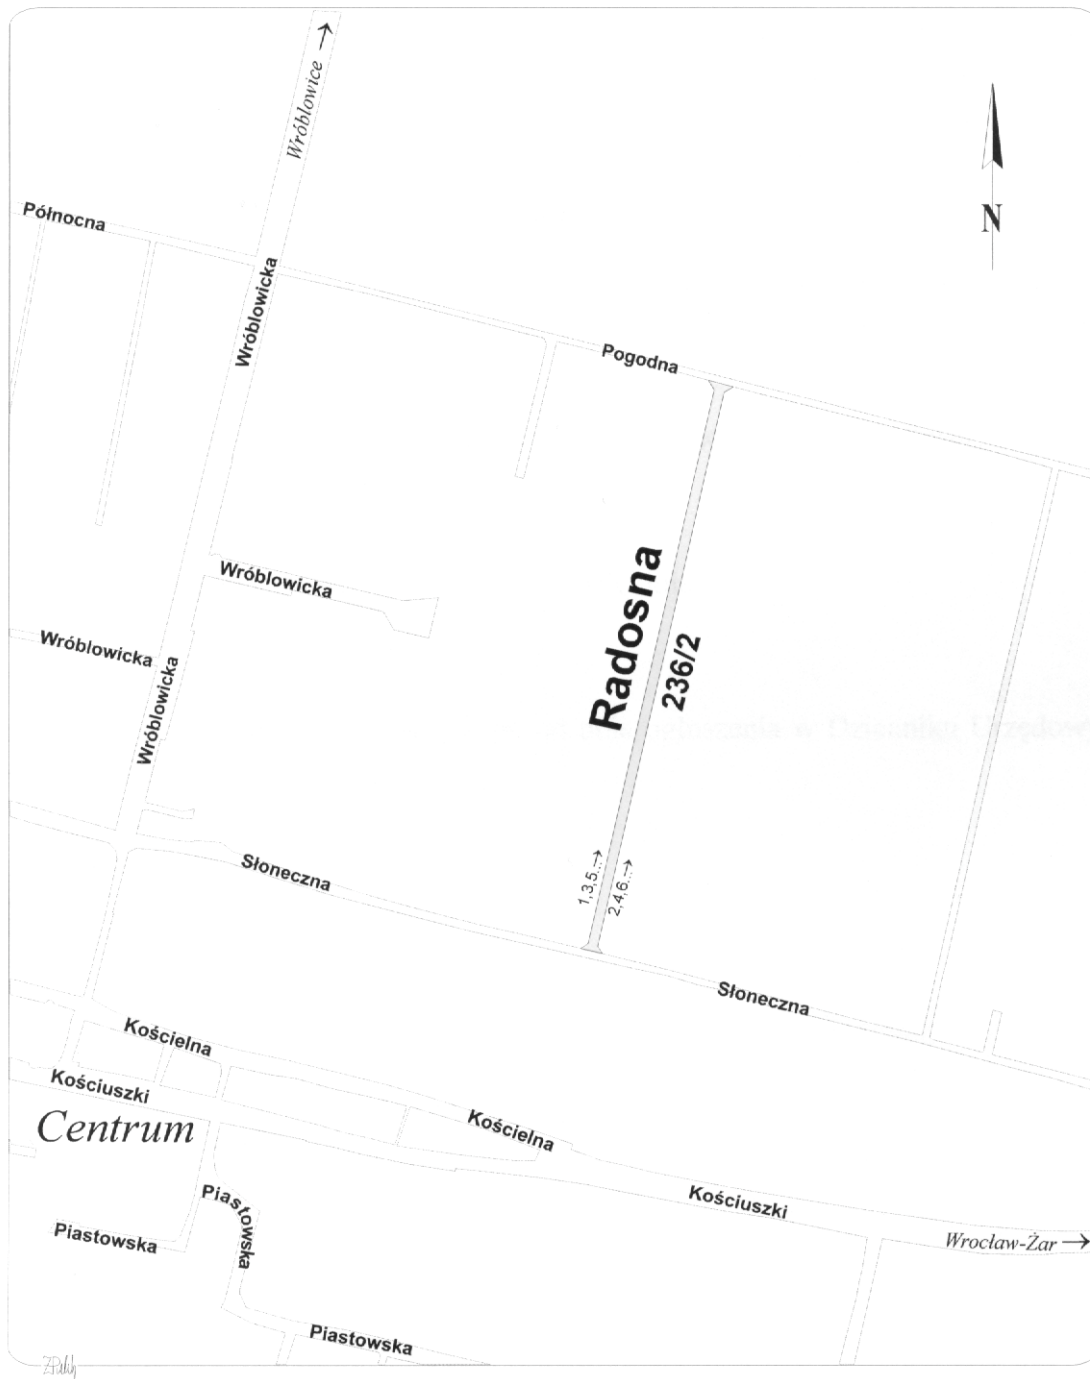 Wróblowice →
N
Północna
Wróblowicka
Pogodna
Radosna
236/2
Wróblowicka
Wróblowicka
Wróblowicka
1,3,5...→
2,4,6...→
Słoneczna
Słoneczna
Kościelna
Kościuszki
Centrum
Kościelna
Kościuszki
Wrocław-Żar →
Piastowska
Piastowska
Piastowska